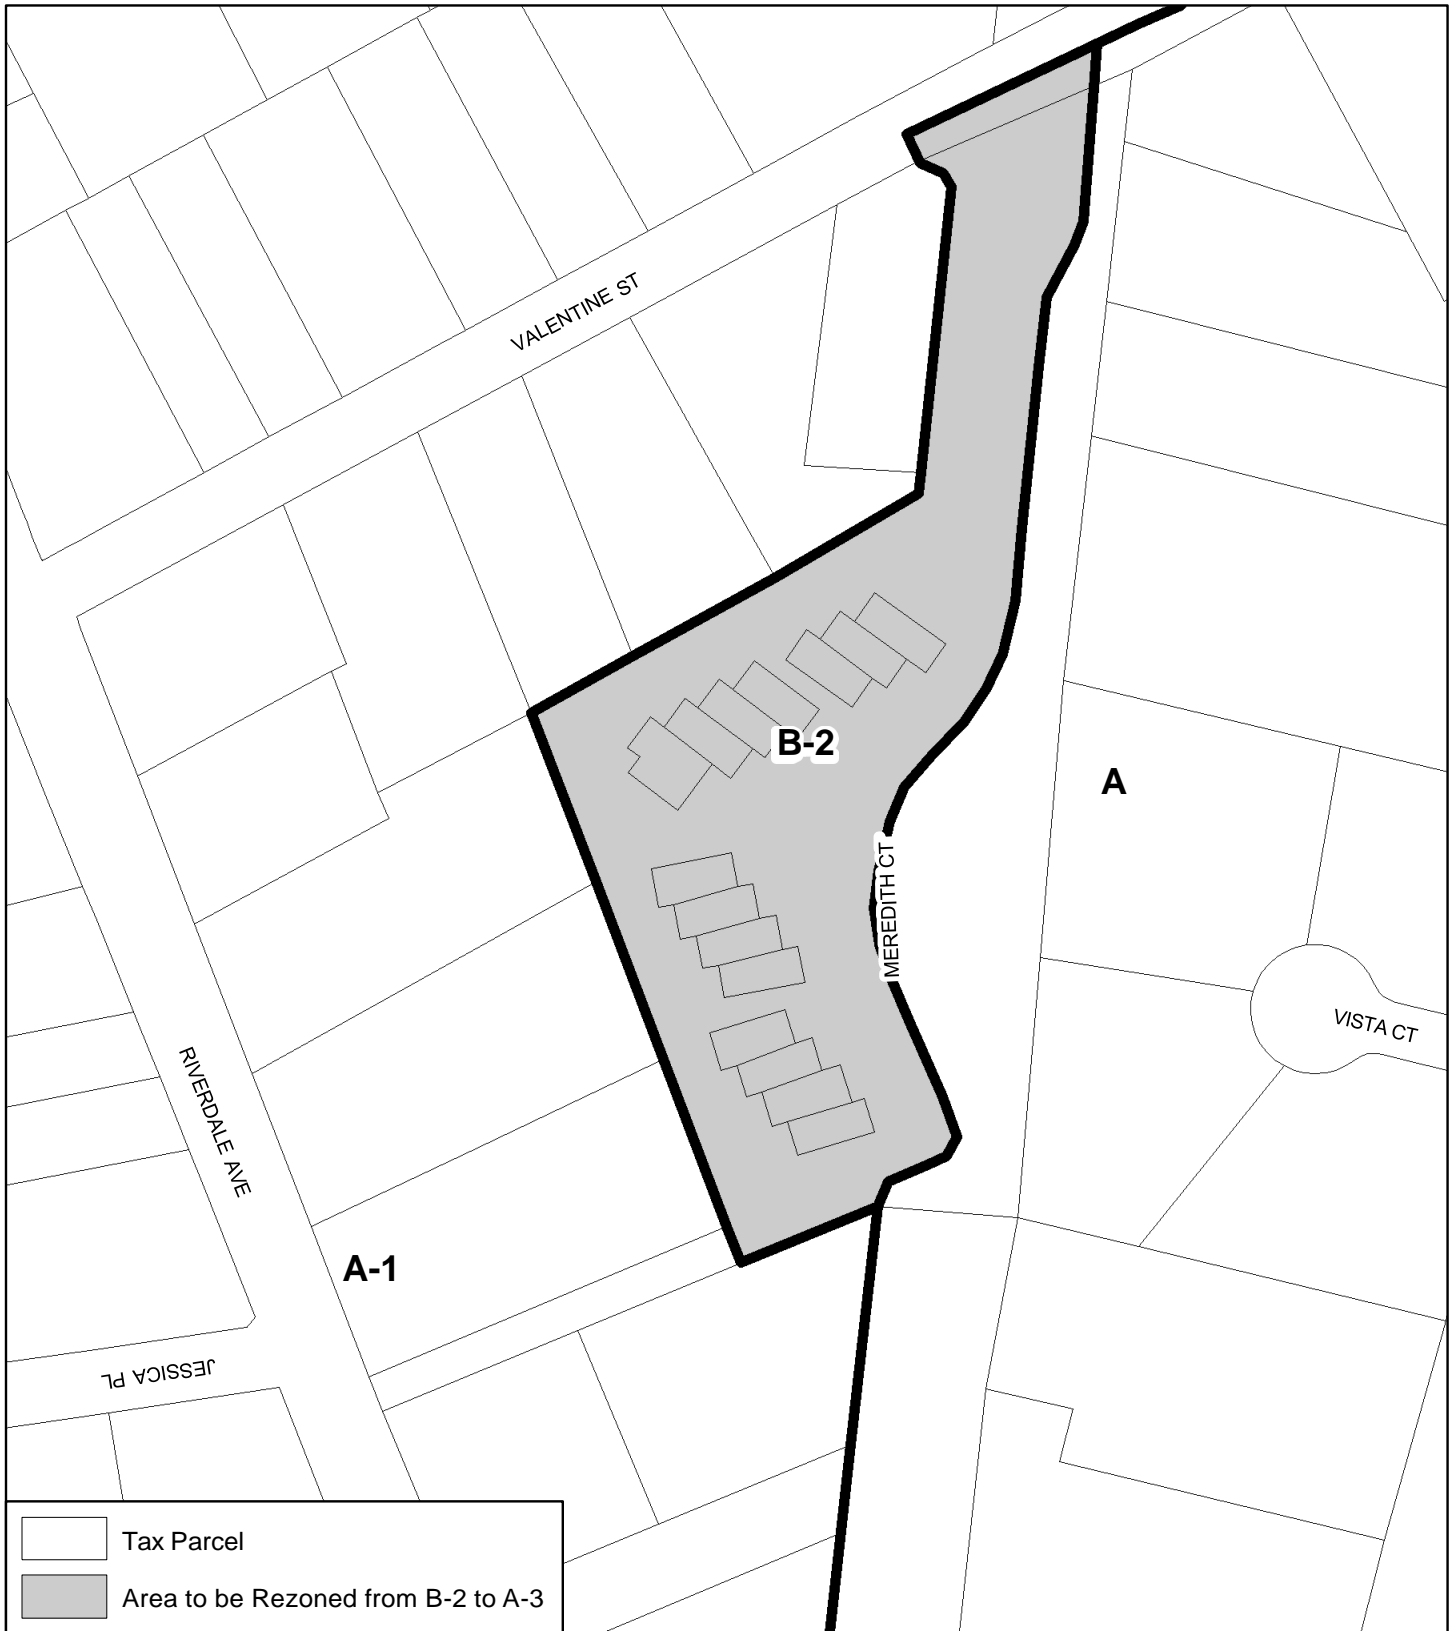 VALENTINE ST
B-2
A
MEREDITH CT
VISTA CT
RIVERDALE AVE
A-1
JESSICA PL
Tax Parcel
Area to be Rezoned from B-2 to A-3